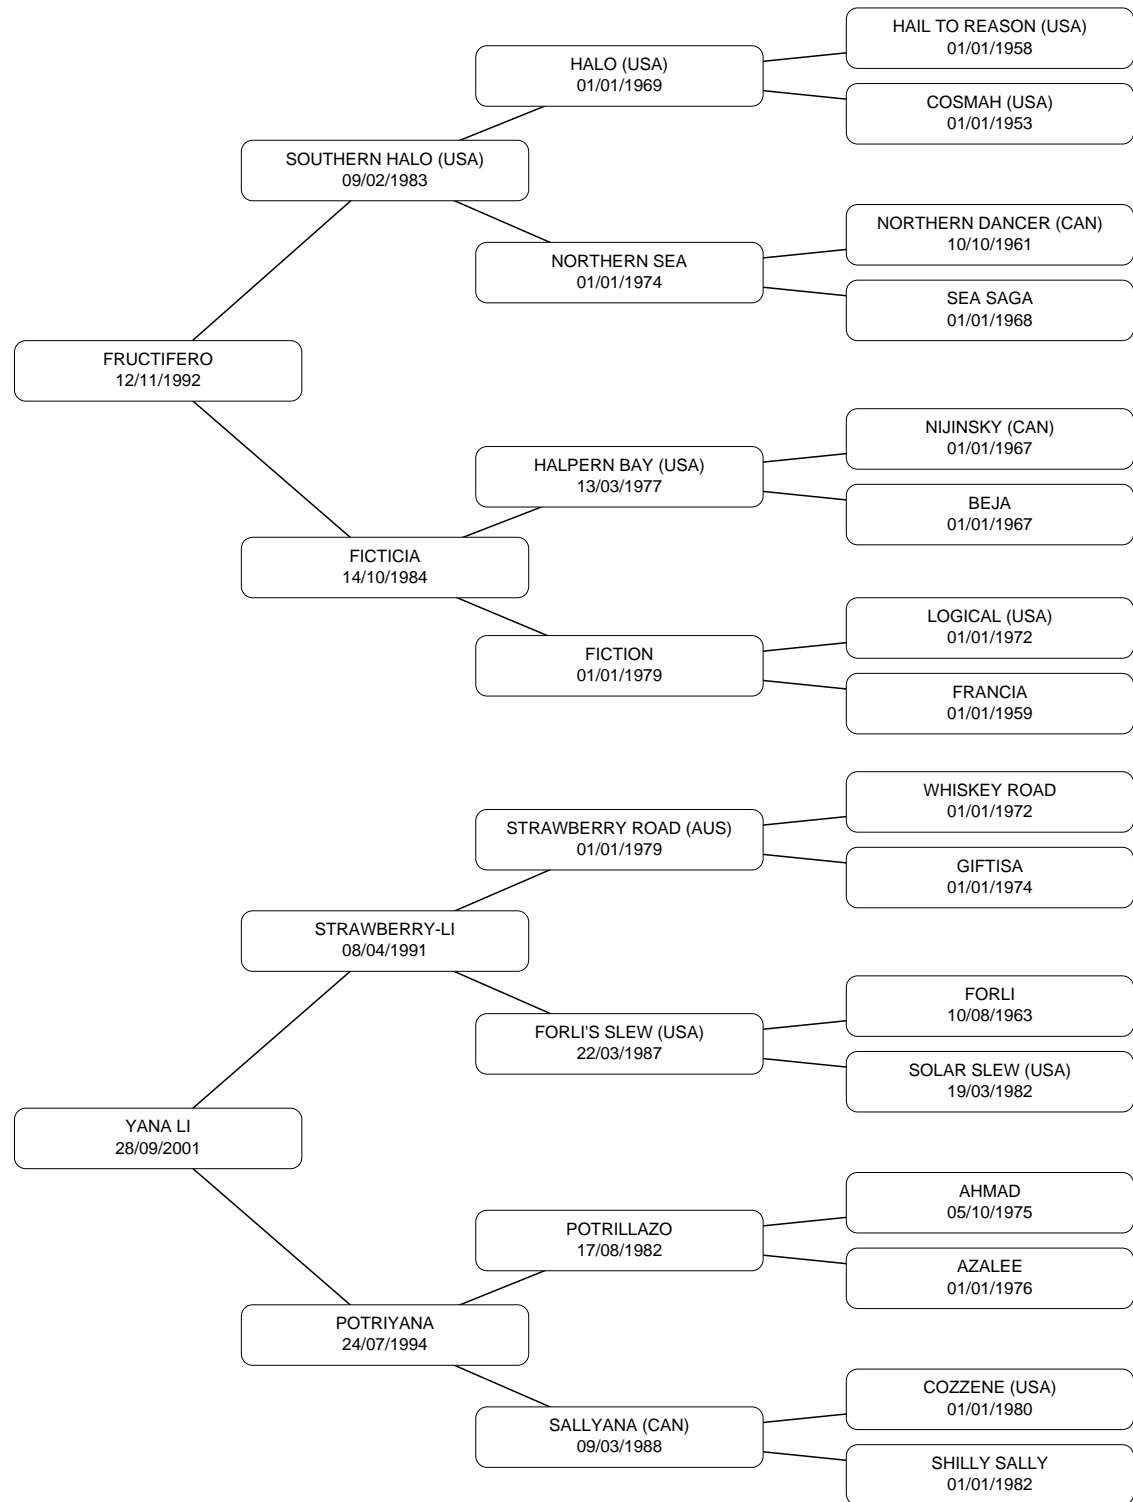 HAIL TO REASON (USA)
01/01/1958
HALO (USA)
01/01/1969
COSMAH (USA)
01/01/1953
SOUTHERN HALO (USA)
09/02/1983
NORTHERN DANCER (CAN)
10/10/1961
NORTHERN SEA
01/01/1974
SEA SAGA
01/01/1968
FRUCTIFERO
12/11/1992
NIJINSKY (CAN)
01/01/1967
HALPERN BAY (USA)
13/03/1977
BEJA
01/01/1967
FICTICIA
14/10/1984
LOGICAL (USA)
01/01/1972
FICTION
01/01/1979
FRANCIA
01/01/1959
WHISKEY ROAD
01/01/1972
STRAWBERRY ROAD (AUS)
01/01/1979
GIFTISA
01/01/1974
STRAWBERRY-LI
08/04/1991
FORLI
10/08/1963
FORLI'S SLEW (USA)
22/03/1987
SOLAR SLEW (USA)
19/03/1982
YANA LI
28/09/2001
AHMAD
05/10/1975
POTRILLAZO
17/08/1982
AZALEE
01/01/1976
POTRIYANA
24/07/1994
COZZENE (USA)
01/01/1980
SALLYANA (CAN)
09/03/1988
SHILLY SALLY
01/01/1982